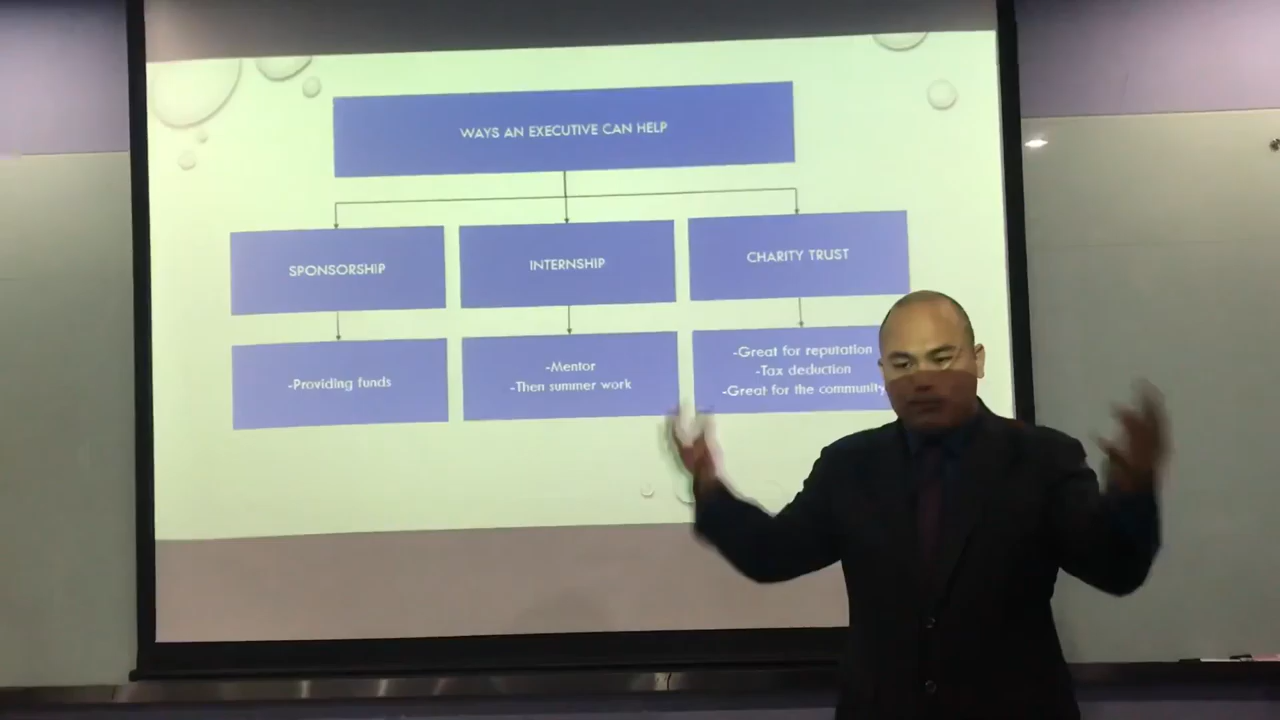 WAYS AN EXECUTIVE CAN HELP
SPONSORSHIP
INTERNSHIP
CHARITY TRUST
-Providing funds
-Mentor
-Then summer work
-Great for reputation
-Tax deduction
-Great for the community